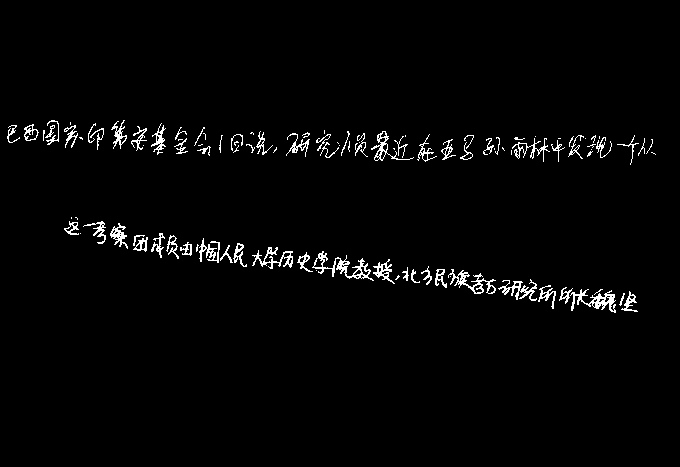 巴西国家印第安基金会1日说,研究人员最近在亚马孙雨林中发现一个从
这一考察团成员由中国人民大学历史学院教授,北方民族考古研究所所长魏坚